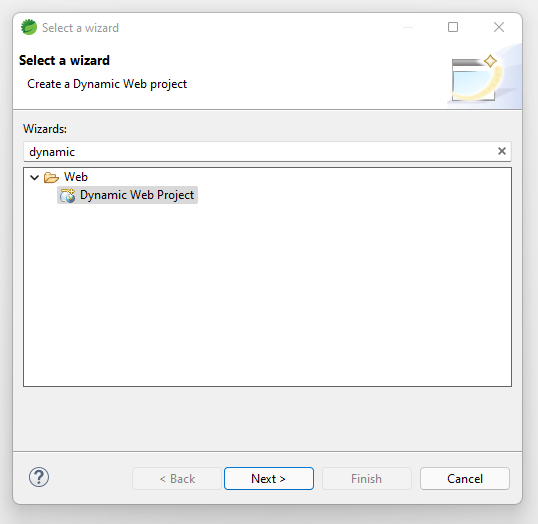 Select a wizard
Select a wizard
Create a Dynamic Web project
Wizards:
dynamic
Web
Dynamic Web Project
< Back
Next >
Finish
Cancel